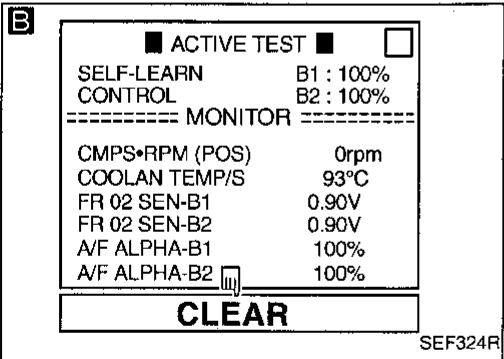 B
ACTIVE TEST
SELF-LEARN B1 : 100%
CONTROL B2 : 100%
========= MONITOR =========
CMPS•RPM (POS) 0rpm
COOLAN TEMP/S 93°C
FR 02 SEN-B1 0.90V
FR 02 SEN-B2 0.90V
A/F ALPHA-B1 100%
A/F ALPHA-B2 100%
CLEAR
SEF324R